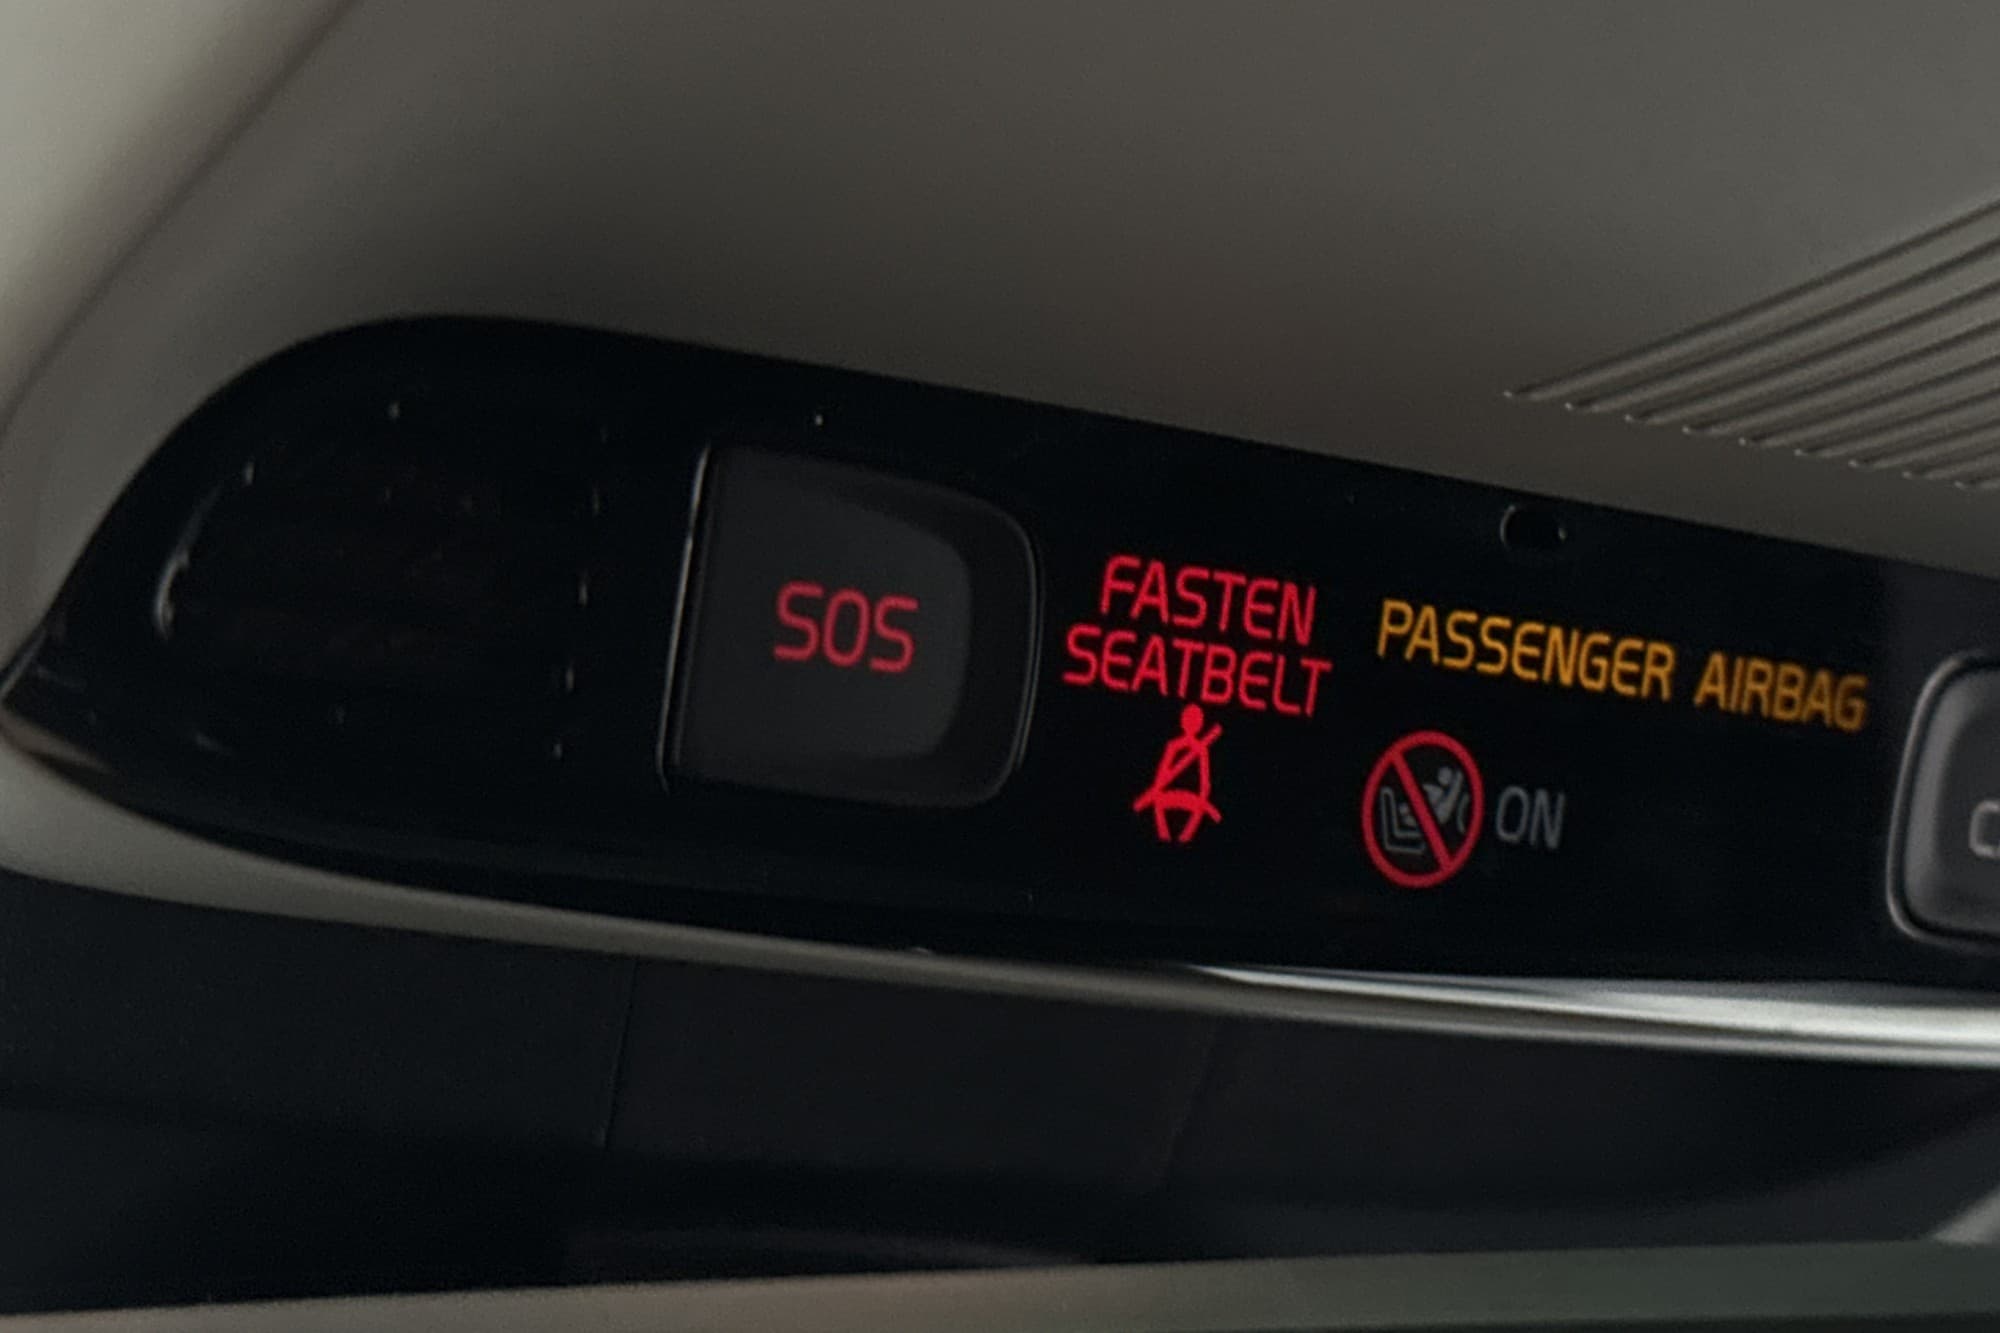 SOS
FASTEN
SEATBELT
PASSENGER AIRBAG
ON